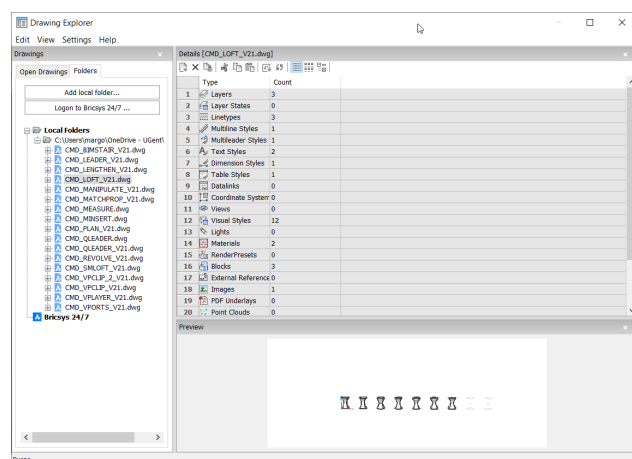 Drawing Explorer
Edit View Settings Help
Drawings
Open Drawings Folders
Add local folder...
Logon to Bricsys 24/7 ...
Local Folders
C:\Users\margo\OneDrive - UGent\
CMD_BIMSTAIR_V21.dwg
CMD_LEADER_V21.dwg
CMD_LENGTHEN_V21.dwg
CMD_LOFT_V21.dwg
CMD_MANIPULATE_V21.dwg
CMD_MATCHPROP_V21.dwg
CMD_MEASURE.dwg
CMD_MINSERT.dwg
CMD_PLAN_V21.dwg
CMD_QLEADER.dwg
CMD_QLEADER_V21.dwg
CMD_REVOLVE_V21.dwg
CMD_SMLOFT_V21.dwg
CMD_VPCLIP_2_V21.dwg
CMD_VPCLIP_V21.dwg
CMD_VPLAYER_V21.dwg
CMD_VPORTS_V21.dwg
Bricsys 24/7
Details [CMD_LOFT_V21.dwg]
Type Count
1 Layers 3
2 Layer States 0
3 Linetypes 3
4 Multiline Styles 1
5 Multileader Styles 1
6 Text Styles 2
7 Dimension Styles 1
8 Table Styles 1
9 Datalinks 0
10 Coordinate System 0
11 Views 0
12 Visual Styles 12
13 Lights 0
14 Materials 2
15 RenderPresets 0
16 Blocks 3
17 External Reference 0
18 Images 1
19 PDF Underlays 0
20 Point Clouds 0
Preview